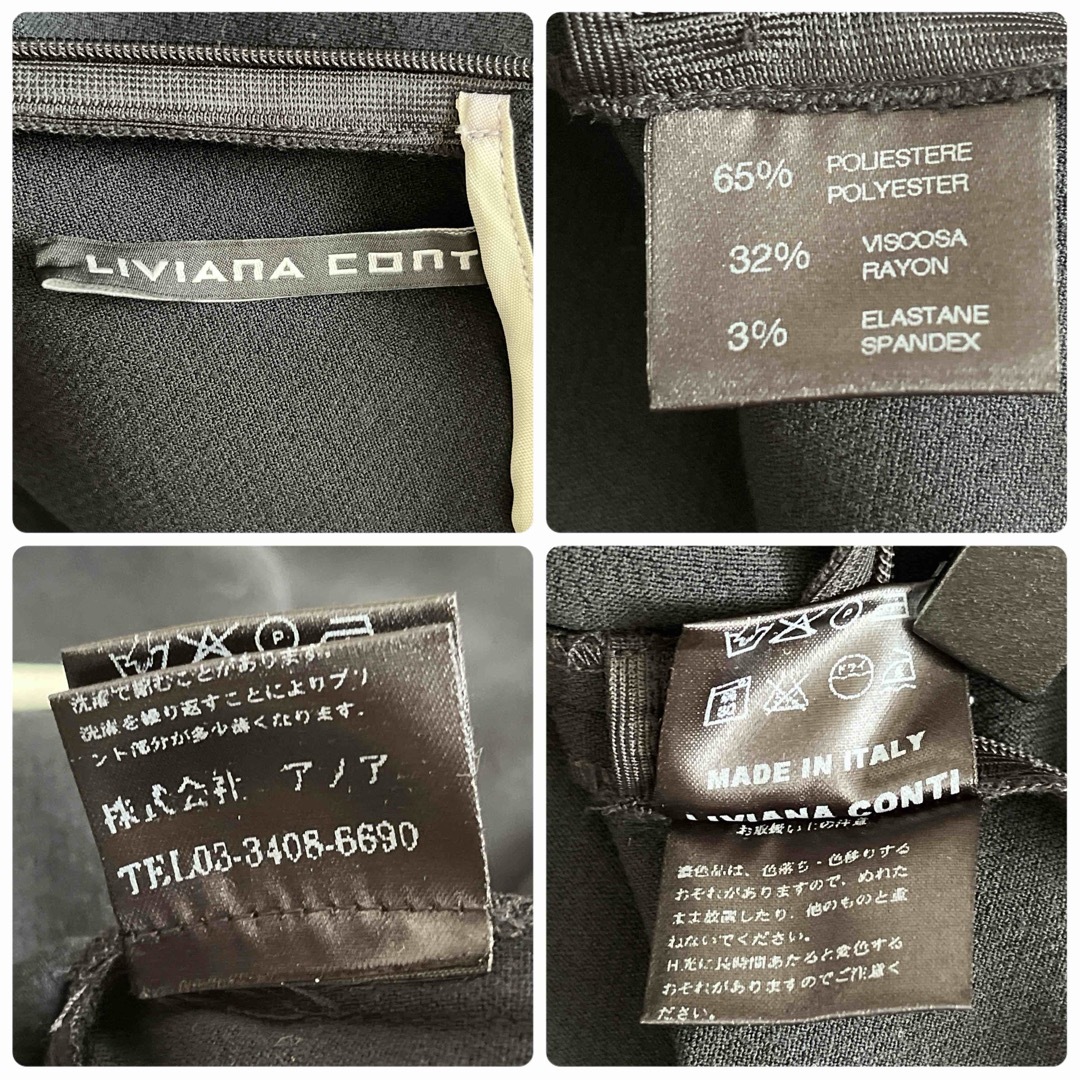 LIVIANA CONT
65% POLIESTERE
POLYESTER
32% VISCOSA
RAYON
3% ELASTANE
SPANDEX
P
洗濯で縮むことがあります。
洗濯を繰り返すことによりプリ
ント部分が多少薄くなります。
株式会社 アノア
TEL03-3408-6690
P
ドライ
MADE IN ITALY
LIVIANA CONTI
お取扱い上の注意
濃色品は、色落ち・色移りする
おそれがありますので、ぬれた
まま放置したり、他のものと重
ねないでください。
日光に長時間あたると変色する
おそれがありますのでご注意く
ださい。